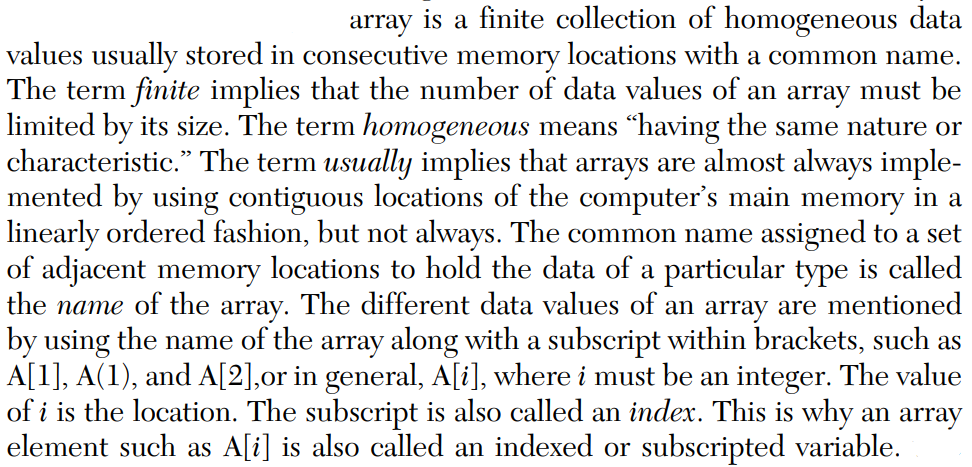 array is a finite collection of homogeneous data
values usually stored in consecutive memory locations with a common name.
The term finite implies that the number of data values of an array must be
limited by its size. The term homogeneous means “having the same nature or
characteristic.” The term usually implies that arrays are almost always imple-
mented by using contiguous locations of the computer’s main memory in a
linearly ordered fashion, but not always. The common name assigned to a set
of adjacent memory locations to hold the data of a particular type is called
the name of the array. The different data values of an array are mentioned
by using the name of the array along with a subscript within brackets, such as
A[1], A(1), and A[2],or in general, A[i], where i must be an integer. The value
of i is the location. The subscript is also called an index. This is why an array
element such as A[i] is also called an indexed or subscripted variable.